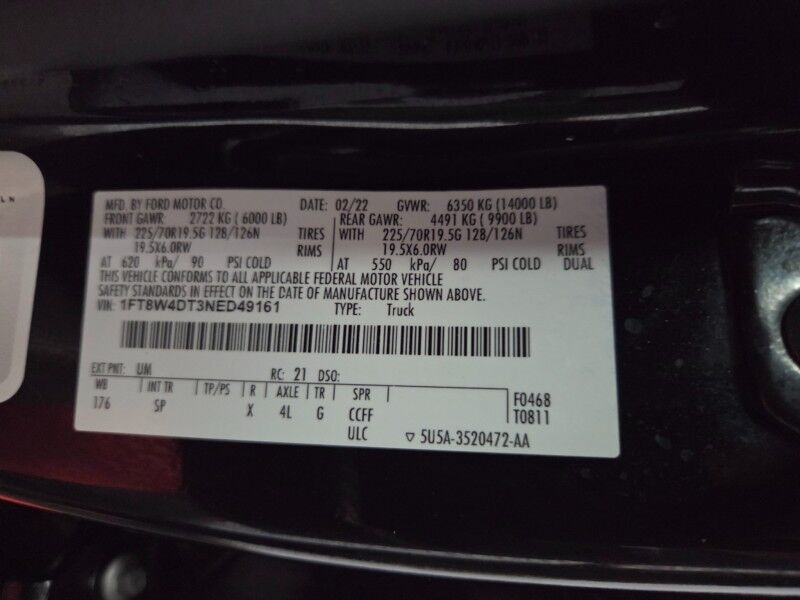 MFD. BY FORD MOTOR CO. DATE: 02/22 GVWR: 6350 KG (14000 LB)
FRONT GAWR: 2722 KG ( 6000 LB) REAR GAWR: 4491 KG ( 9900 LB)
WITH 225/70R19.5G 128/126N TIRES WITH 225/70R19.5G 128/126N TIRES
19.5X6.0RW RIMS 19.5X6.0RW RIMS
AT 620 kPa/ 90 PSI COLD AT 550 kPa/ 80 PSI COLD DUAL
THIS VEHICLE CONFORMS TO ALL APPLICABLE FEDERAL MOTOR VEHICLE
SAFETY STANDARDS IN EFFECT ON THE DATE OF MANUFACTURE SHOWN ABOVE.
VIN: 1FT8W4DT3NED49161 TYPE: Truck
EXT PNT: UM RC: 21 DSO:
WB INT TR TP/PS R AXLE TR SPR F0468
176 SP X 4L G CCFF T0811
ULC ▽ 5U5A-3520472-AA
L N